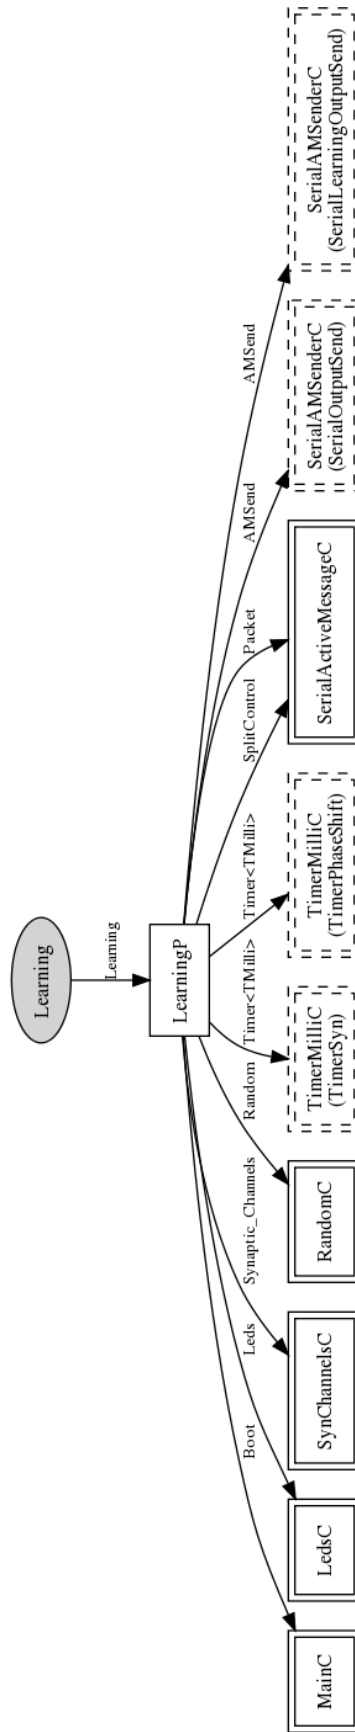 Learning
Learning
LearningP
Boot
Leds
Synaptic_Channels
Random
Timer<TMilli>
Timer<TMilli>
SplitControl
Packet
AMSend
AMSend
MainC
LedsC
SynChannelsC
RandomC
TimerMilliC
(TimerSyn)
TimerMilliC
(TimerPhaseShift)
SerialActiveMessageC
SerialAMSenderC
(SerialOutputSend)
SerialAMSenderC
(SerialLearningOutputSend)